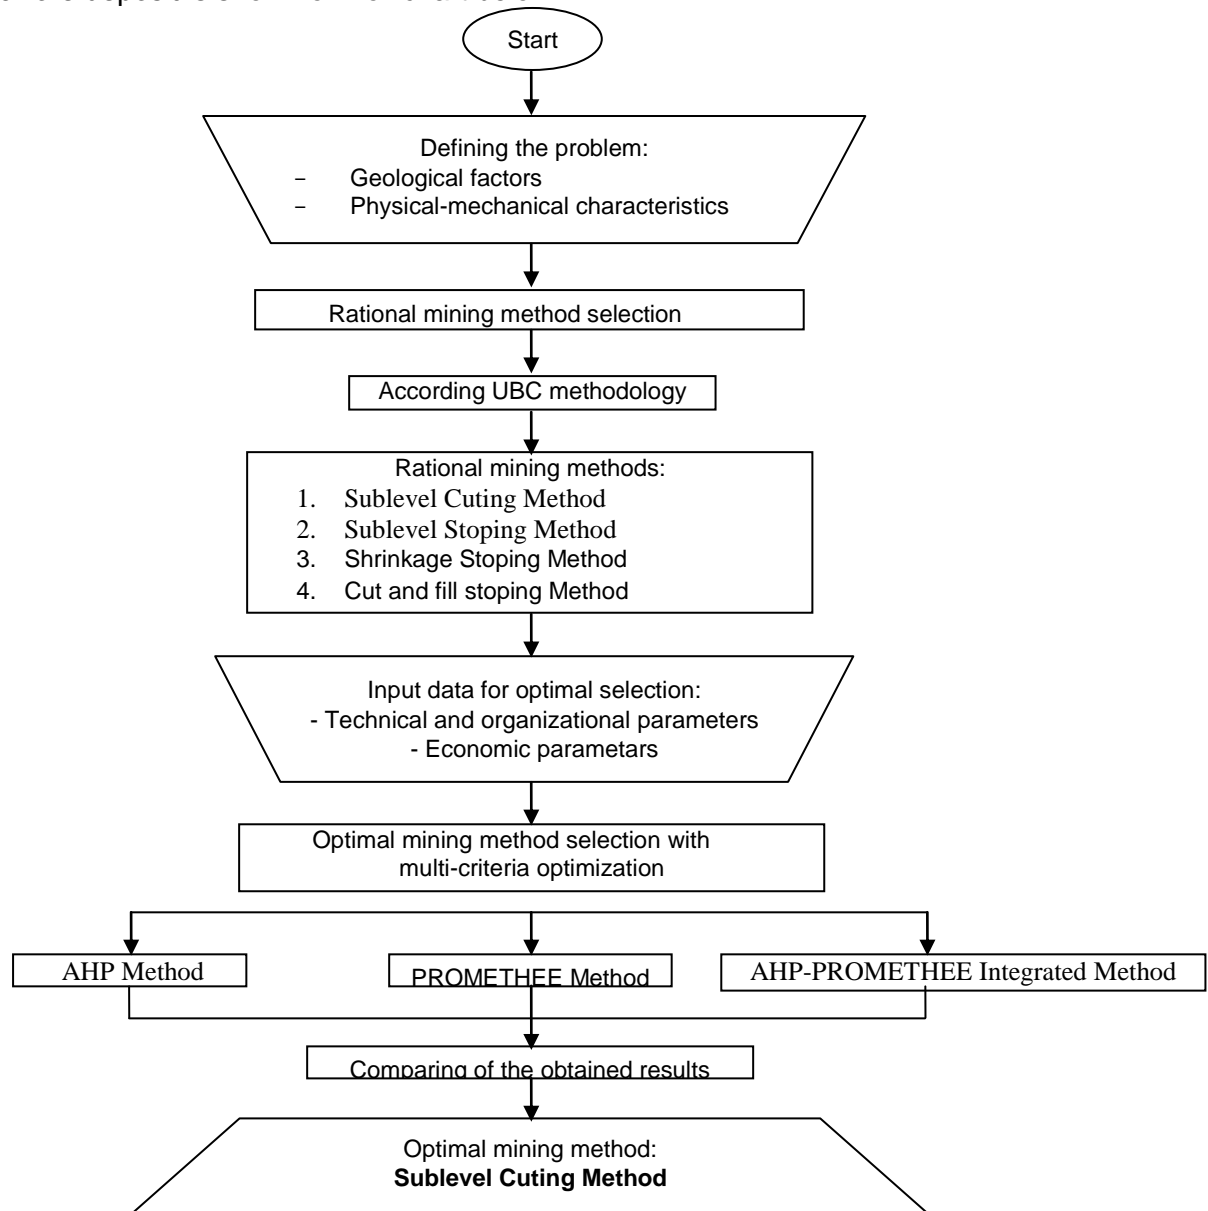 Start
Defining the problem:
- Geological factors
- Physical-mechanical characteristics
Rational mining method selection
According UBC methodology
Rational mining methods:
1. Sublevel Cuting Method
2. Sublevel Stoping Method
3. Shrinkage Stoping Method
4. Cut and fill stoping Method
Input data for optimal selection:
- Technical and organizational parameters
- Economic parametars
Optimal mining method selection with
multi-criteria optimization
AHP Method
PROMETHEE Method
AHP-PROMETHEE Integrated Method
Comparing of the obtained results
Optimal mining method:
Sublevel Cuting Method